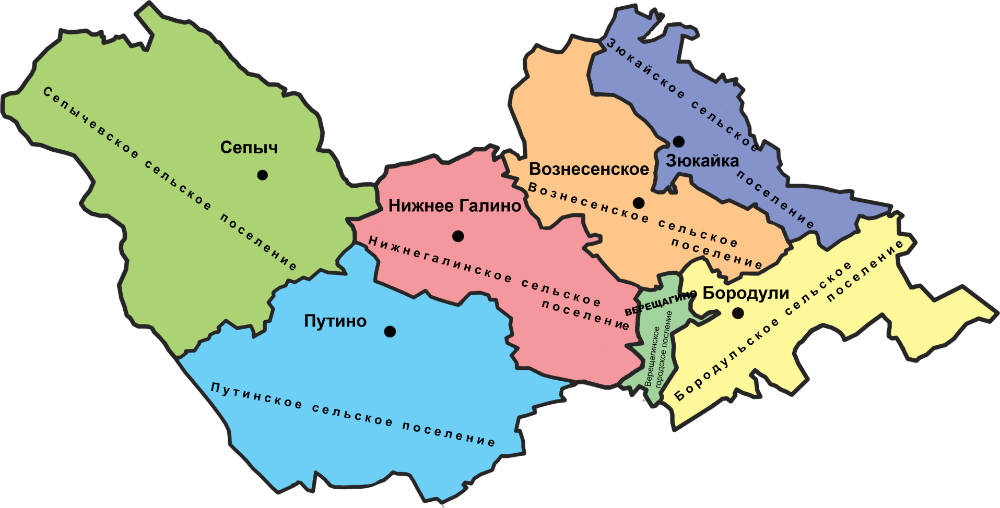 Сепычевское сельское поселение
Сепыч
Зюкайское сельское
поселение
Зюкайка
Вознесенское
Вознесенское сельское
поселение
Нижнее Галино
Нижнегалинское сельское
поселение
ВЕРЕЩАГИНО
Верещагинское
городское посление
Бородули
Бородульское сельское
поселение
Путино
Путинское сельское поселение